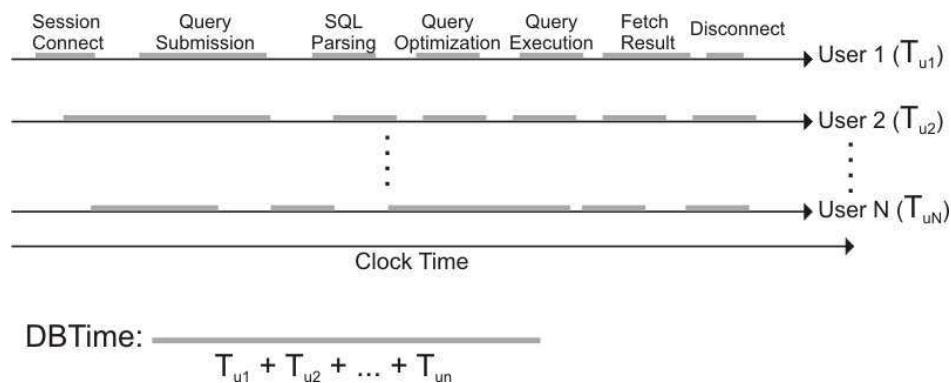 Session Connect
Query Submission
SQL Parsing
Query Optimization
Query Execution
Fetch Result
Disconnect
User 1 (Tu1)
User 2 (Tu2)
User N (TuN)
Clock Time
DBTime:
Tu1 + Tu2 + ... + Tun